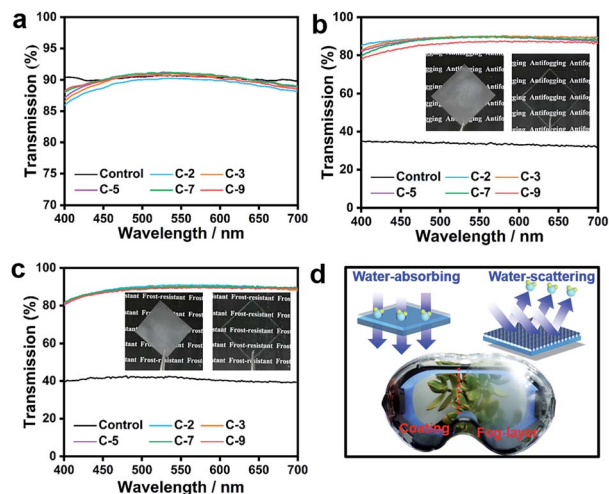 a
Transmission (%)
100
95
90
85
80
75
70
Control C-2 C-3
C-5 C-7 C-9
400 450 500 550 600 650 700
Wavelength / nm
b
Transmission (%)
100
80
60
40
20
0
gging Antifogging Antifogging
Control C-2 C-3
C-5 C-7 C-9
400 450 500 550 600 650 700
Wavelength / nm
c
Transmission (%)
100
80
60
40
20
0
stant Frost-resistant Frost
Control C-2 C-3
C-5 C-7 C-9
400 450 500 550 600 650 700
Wavelength / nm
d
Water-absorbing
Water-scattering
Coating
Fog-layer